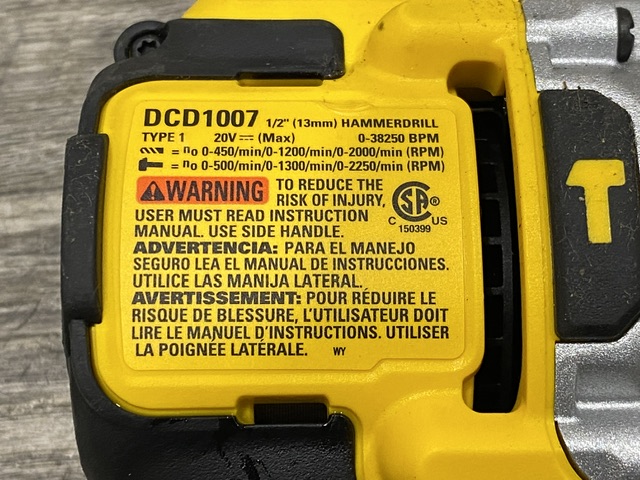 DCD1007 1/2" (13mm) HAMMERDRILL
TYPE 1 20V⎓(Max) 0-38250 BPM
= no 0-450/min/0-1200/min/0-2000/min (RPM)
= no 0-500/min/0-1300/min/0-2250/min (RPM)
⚠WARNING TO REDUCE THE
RISK OF INJURY,
USER MUST READ INSTRUCTION
MANUAL. USE SIDE HANDLE.
C SA® US
150399
ADVERTENCIA: PARA EL MANEJO
SEGURO LEA EL MANUAL DE INSTRUCCIONES.
UTILICE LAS MANIJA LATERAL.
AVERTISSEMENT: POUR RÉDUIRE LE
RISQUE DE BLESSURE, L'UTILISATEUR DOIT
LIRE LE MANUEL D'INSTRUCTIONS. UTILISER
LA POIGNÉE LATÉRALE. WY